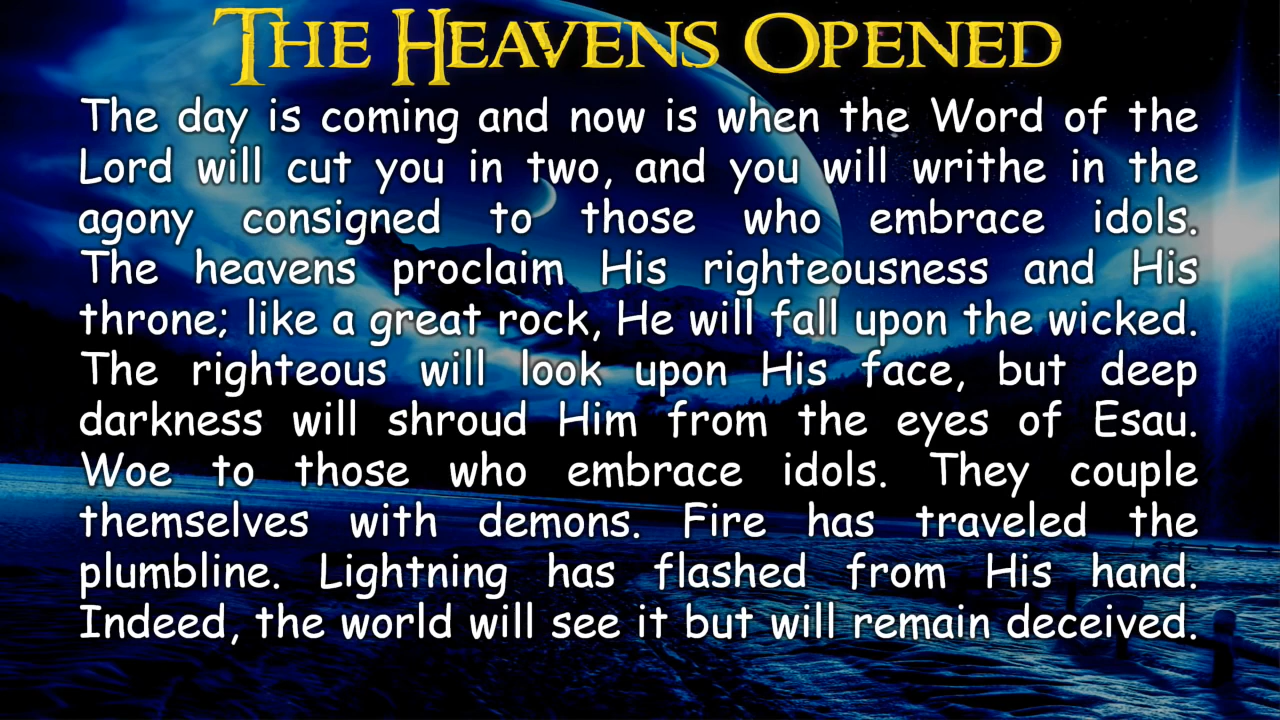 The Heavens Opened
The day is coming and now is when the Word of the
Lord will cut you in two, and you will writhe in the
agony consigned to those who embrace idols.
The heavens proclaim His righteousness and His
throne; like a great rock, He will fall upon the wicked.
The righteous will look upon His face, but deep
darkness will shroud Him from the eyes of Esau.
Woe to those who embrace idols. They couple
themselves with demons. Fire has traveled the
plumbline. Lightning has flashed from His hand.
Indeed, the world will see it but will remain deceived.